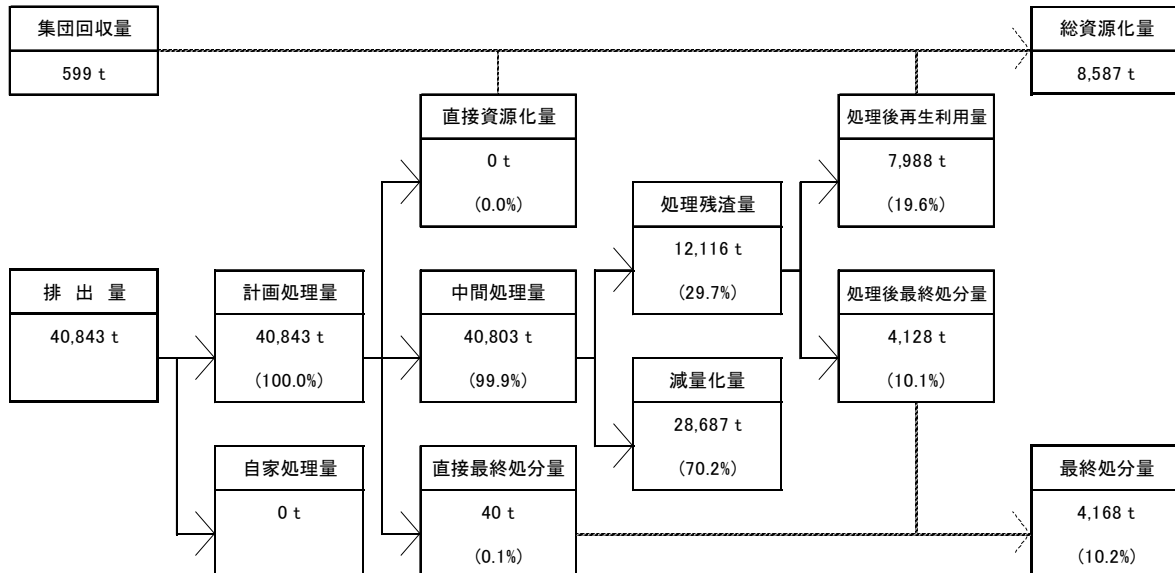 集団回収量
599 t
総資源化量
8,587 t
直接資源化量
0 t
(0.0%)
処理後再生利用量
7,988 t
(19.6%)
処理残渣量
12,116 t
(29.7%)
排 出 量
40,843 t
計画処理量
40,843 t
(100.0%)
中間処理量
40,803 t
(99.9%)
処理後最終処分量
4,128 t
(10.1%)
減量化量
28,687 t
(70.2%)
自家処理量
0 t
直接最終処分量
40 t
(0.1%)
最終処分量
4,168 t
(10.2%)